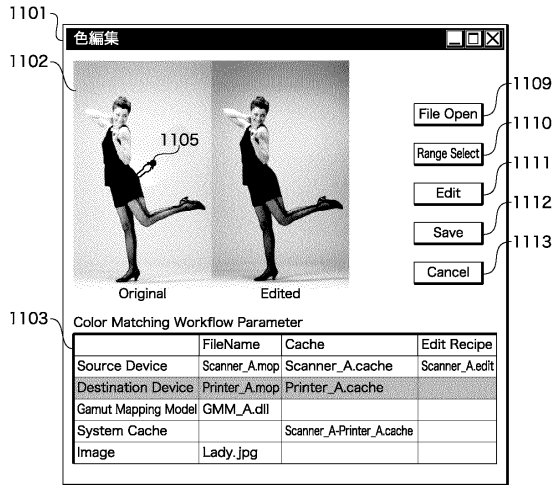 1101
色編集
1102
1105
Original
Edited
File Open
1109
Range Select
1110
Edit
1111
Save
1112
Cancel
1113
1103
Color Matching Workflow Parameter
FileName Cache Edit Recipe
Source Device Scanner_A.mop Scanner_A.cache Scanner_A.edit
Destination Device Printer_A.mop Printer_A.cache
Gamut Mapping Model GMM_A.dll
System Cache Scanner_A-Printer_A.cache
Image Lady.jpg